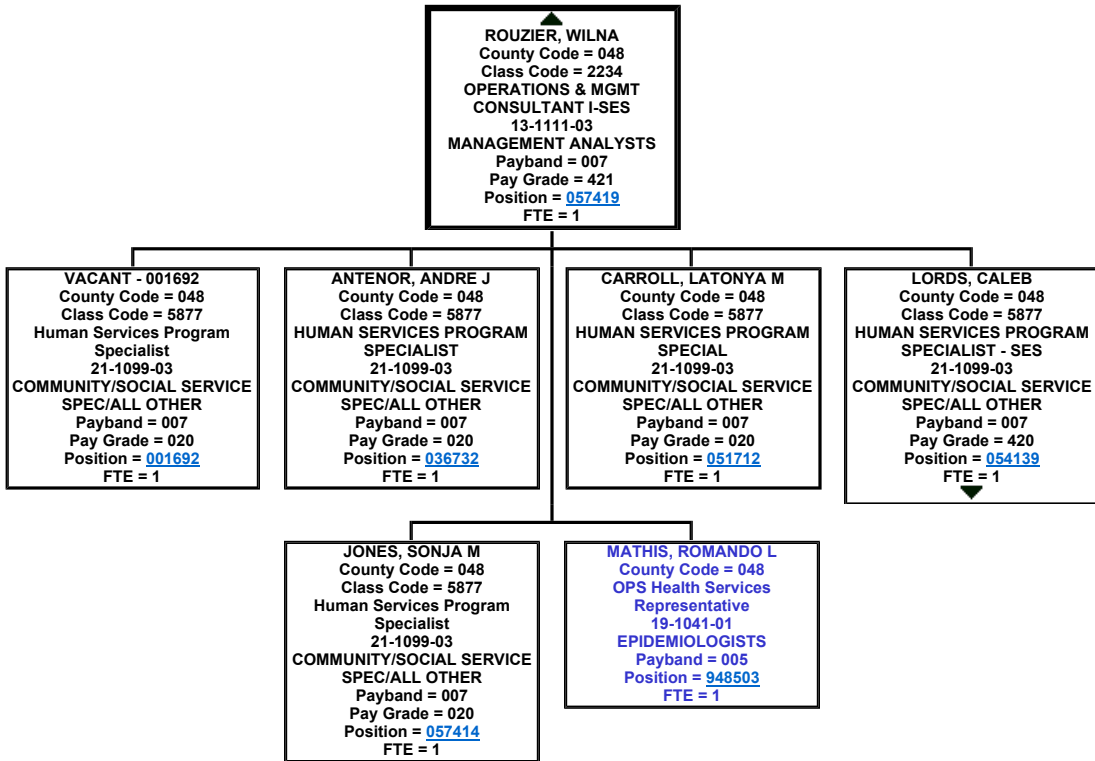 ROUZIER, WILNA
County Code = 048
Class Code = 2234
OPERATIONS & MGMT
CONSULTANT I-SES
13-1111-03
MANAGEMENT ANALYSTS
Payband = 007
Pay Grade = 421
Position = 057419
FTE = 1
VACANT - 001692
County Code = 048
Class Code = 5877
Human Services Program
Specialist
21-1099-03
COMMUNITY/SOCIAL SERVICE
SPEC/ALL OTHER
Payband = 007
Pay Grade = 020
Position = 001692
FTE = 1
ANTENOR, ANDRE J
County Code = 048
Class Code = 5877
HUMAN SERVICES PROGRAM
SPECIALIST
21-1099-03
COMMUNITY/SOCIAL SERVICE
SPEC/ALL OTHER
Payband = 007
Pay Grade = 020
Position = 036732
FTE = 1
CARROLL, LATONYA M
County Code = 048
Class Code = 5877
HUMAN SERVICES PROGRAM
SPECIAL
21-1099-03
COMMUNITY/SOCIAL SERVICE
SPEC/ALL OTHER
Payband = 007
Pay Grade = 020
Position = 051712
FTE = 1
LORDS, CALEB
County Code = 048
Class Code = 5877
HUMAN SERVICES PROGRAM
SPECIALIST - SES
21-1099-03
COMMUNITY/SOCIAL SERVICE
SPEC/ALL OTHER
Payband = 007
Pay Grade = 420
Position = 054139
FTE = 1
JONES, SONJA M
County Code = 048
Class Code = 5877
Human Services Program
Specialist
21-1099-03
COMMUNITY/SOCIAL SERVICE
SPEC/ALL OTHER
Payband = 007
Pay Grade = 020
Position = 057414
FTE = 1
MATHIS, ROMANDO L
County Code = 048
OPS Health Services
Representative
19-1041-01
EPIDEMIOLOGISTS
Payband = 005
Position = 948503
FTE = 1